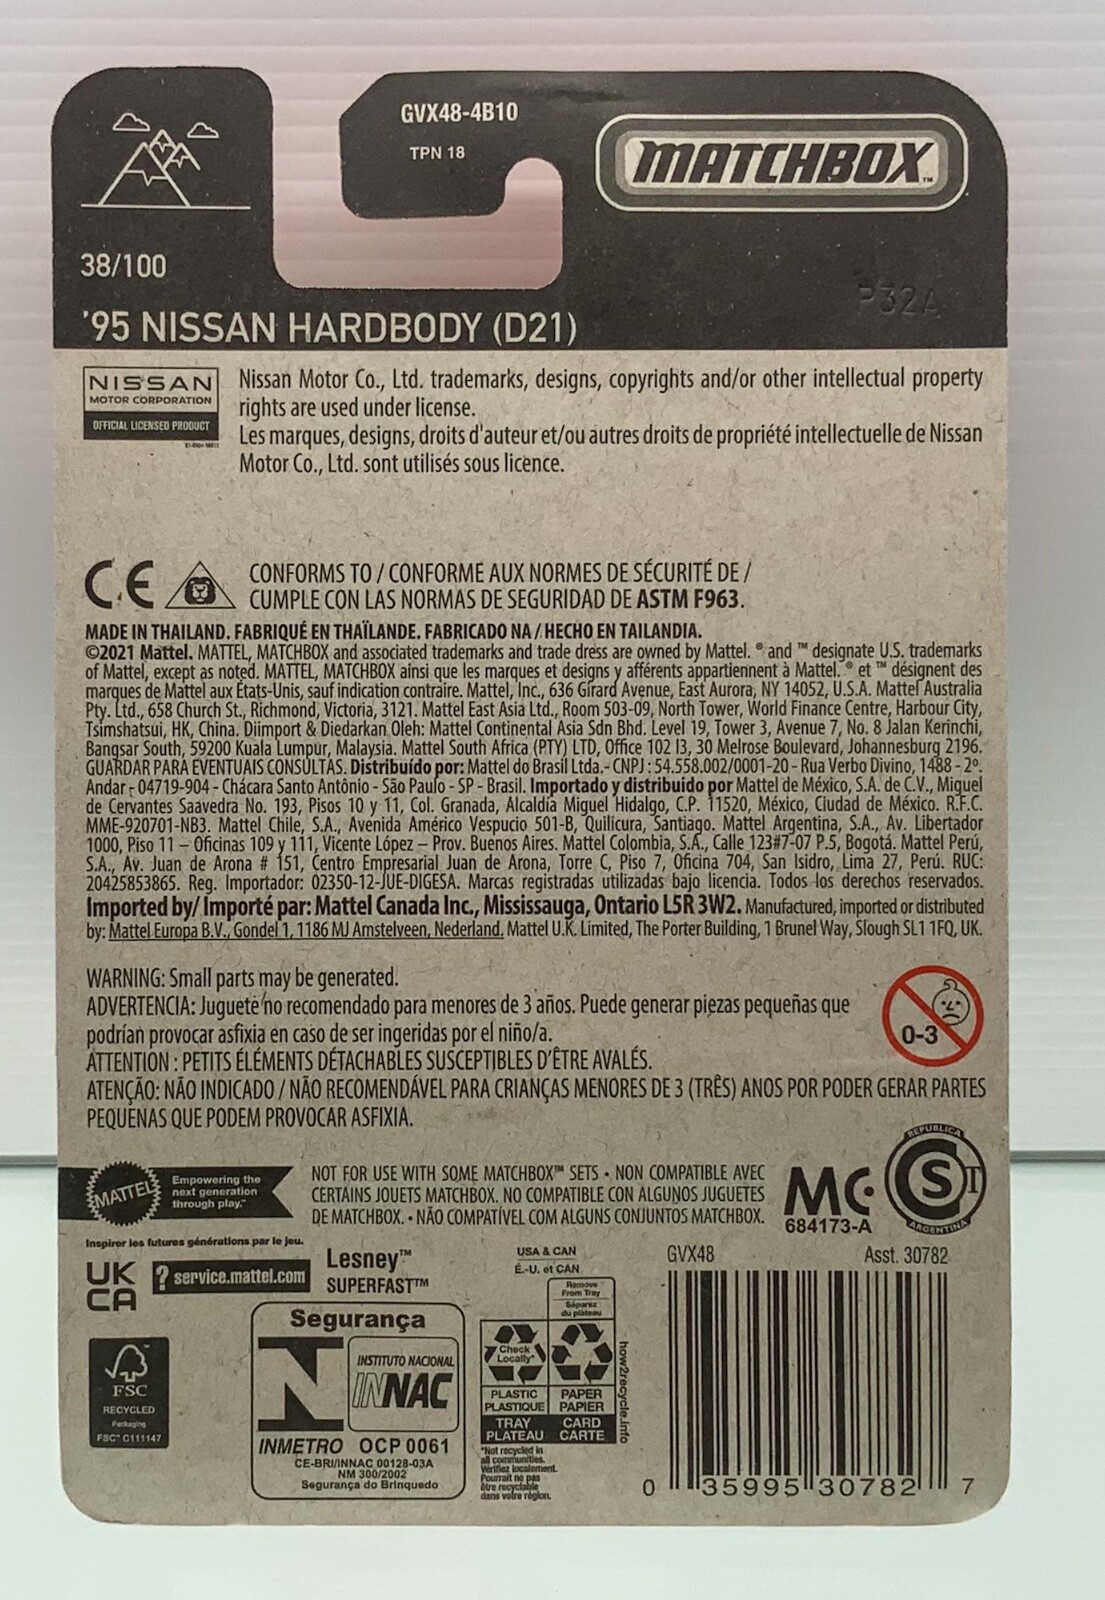 GVX48-4B10
TPN 18
MATCHBOX™
38/100
P32A
'95 NISSAN HARDBODY (D21)
NISSAN
MOTOR CORPORATION
OFFICIAL LICENSED PRODUCT
Nissan Motor Co., Ltd. trademarks, designs, copyrights and/or other intellectual property
rights are used under license.
Les marques, designs, droits d'auteur et/ou autres droits de propriété intellectuelle de Nissan
Motor Co., Ltd. sont utilisés sous licence.
CE
CONFORMS TO / CONFORME AUX NORMES DE SÉCURITÉ DE /
CUMPLE CON LAS NORMAS DE SEGURIDAD DE ASTM F963.
MADE IN THAILAND. FABRIQUÉ EN THAÏLANDE. FABRICADO NA / HECHO EN TAILANDIA.
©2021 Mattel. MATTEL, MATCHBOX and associated trademarks and trade dress are owned by Mattel. ® and ™ designate U.S. trademarks
of Mattel, except as noted. MATTEL, MATCHBOX ainsi que les marques et designs y afférents appartiennent à Mattel. ® et ™ désignent des
marques de Mattel aux États-Unis, sauf indication contraire. Mattel, Inc., 636 Girard Avenue, East Aurora, NY 14052, U.S.A. Mattel Australia
Pty. Ltd., 658 Church St., Richmond, Victoria, 3121. Mattel East Asia Ltd., Room 503-09, North Tower, World Finance Centre, Harbour City,
Tsimshatsui, HK, China. Diimport & Diedarkan Oleh: Mattel Continental Asia Sdn Bhd. Level 19, Tower 3, Avenue 7, No. 8 Jalan Kerinchi,
Bangsar South, 59200 Kuala Lumpur, Malaysia. Mattel South Africa (PTY) LTD, Office 102 I3, 30 Melrose Boulevard, Johannesburg 2196.
GUARDAR PARA EVENTUAIS CONSULTAS. Distribuído por: Mattel do Brasil Ltda.- CNPJ : 54.558.002/0001-20 - Rua Verbo Divino, 1488 - 2º.
Andar - 04719-904 - Chácara Santo Antônio - São Paulo - SP - Brasil. Importado y distribuido por Mattel de México, S.A. de C.V., Miguel
de Cervantes Saavedra No. 193, Pisos 10 y 11, Col. Granada, Alcaldía Miguel Hidalgo, C.P. 11520, México, Ciudad de México. R.F.C.
MME-920701-NB3. Mattel Chile, S.A., Avenida Américo Vespucio 501-B, Quilicura, Santiago. Mattel Argentina, S.A., Av. Libertador
1000, Piso 11 – Oficinas 109 y 111, Vicente López – Prov. Buenos Aires. Mattel Colombia, S.A., Calle 123#7-07 P.5, Bogotá. Mattel Perú,
S.A., Av. Juan de Arona # 151, Centro Empresarial Juan de Arona, Torre C, Piso 7, Oficina 704, San Isidro, Lima 27, Perú. RUC:
20425853865. Reg. Importador: 02350-12-JUE-DIGESA. Marcas registradas utilizadas bajo licencia. Todos los derechos reservados.
Imported by/ Importé par: Mattel Canada Inc., Mississauga, Ontario L5R 3W2. Manufactured, imported or distributed
by: Mattel Europa B.V., Gondel 1, 1186 MJ Amstelveen, Nederland. Mattel U.K. Limited, The Porter Building, 1 Brunel Way, Slough SL1 1FQ, UK.
WARNING: Small parts may be generated.
ADVERTENCIA: Juguete no recomendado para menores de 3 años. Puede generar piezas pequeñas que
podrían provocar asfixia en caso de ser ingeridas por el niño/a.
ATTENTION : PETITS ÉLÉMENTS DÉTACHABLES SUSCEPTIBLES D'ÊTRE AVALÉS.
ATENÇÃO: NÃO INDICADO / NÃO RECOMENDÁVEL PARA CRIANÇAS MENORES DE 3 (TRÊS) ANOS POR PODER GERAR PARTES
PEQUENAS QUE PODEM PROVOCAR ASFIXIA.
0-3
MATTEL
Empowering the
next generation
through play.™
Inspirer les futures générations par le jeu.
NOT FOR USE WITH SOME MATCHBOX™ SETS • NON COMPATIBLE AVEC
CERTAINS JOUETS MATCHBOX. NO COMPATIBLE CON ALGUNOS JUGUETES
DE MATCHBOX. • NÃO COMPATÍVEL COM ALGUNS CONJUNTOS MATCHBOX.
MC
684173-A
REPUBLICA
S T
ARGENTINA
UK
CA
? service.mattel.com
Lesney™
SUPERFAST™
USA & CAN
É.-U. et CAN
Remove
From Tray
Séparez
du plateau
Check
Locally*
PLASTIC
PLASTIQUE
TRAY
PLATEAU
PAPER
PAPIER
CARD
CARTE
how2recycle.info
*Not recycled in
all communities.
Vérifiez localement.
Pourrait ne pas
être recyclable
dans votre région.
FSC
RECYCLED
Packaging
FSC® C111147
Segurança
INSTITUTO NACIONAL
INNAC
INMETRO OCP 0061
CE-BRI/INNAC 00128-03A
NM 300/2002
Segurança do Brinquedo
GVX48 Asst. 30782
0 35995 30782 7